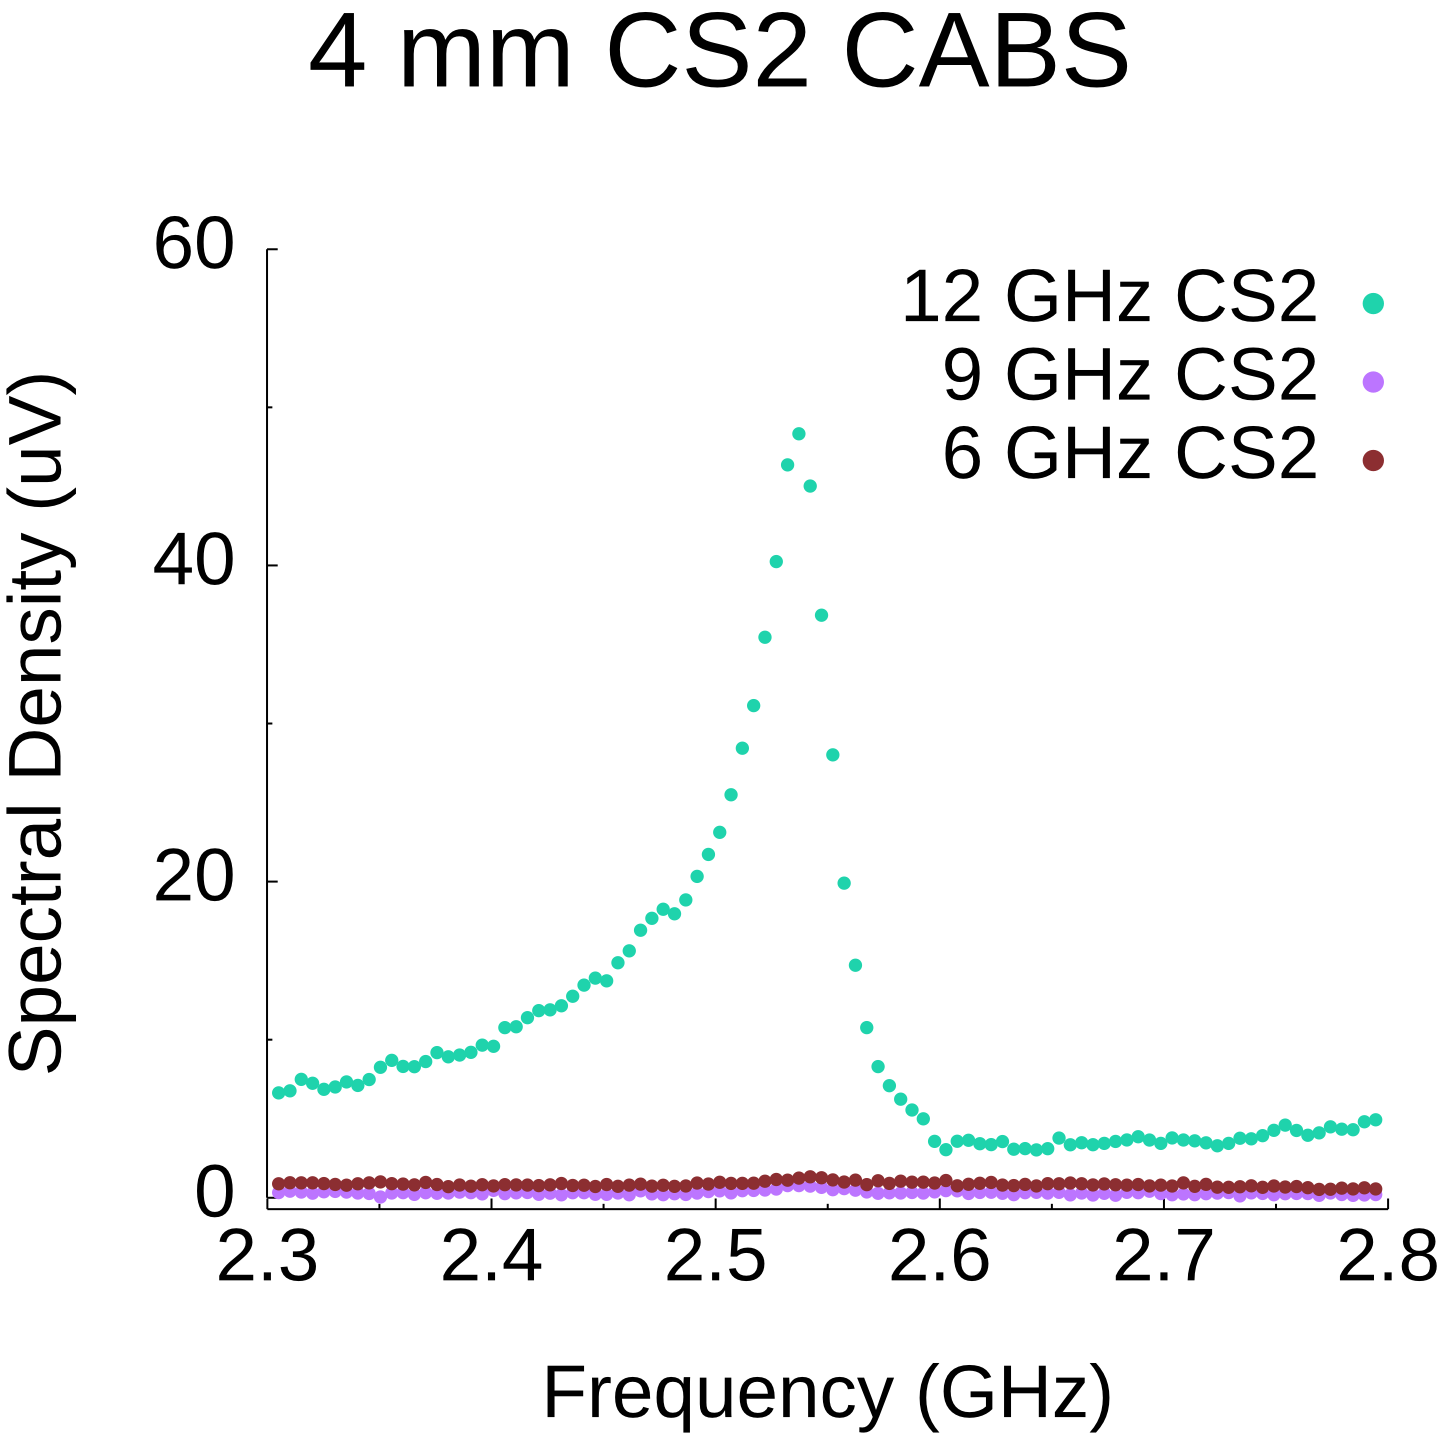 4 mm CS2 CABS
60
40
20
0
Spectral Density (uV)
12 GHz CS2
9 GHz CS2
6 GHz CS2
2.3 2.4 2.5 2.6 2.7 2.8
Frequency (GHz)